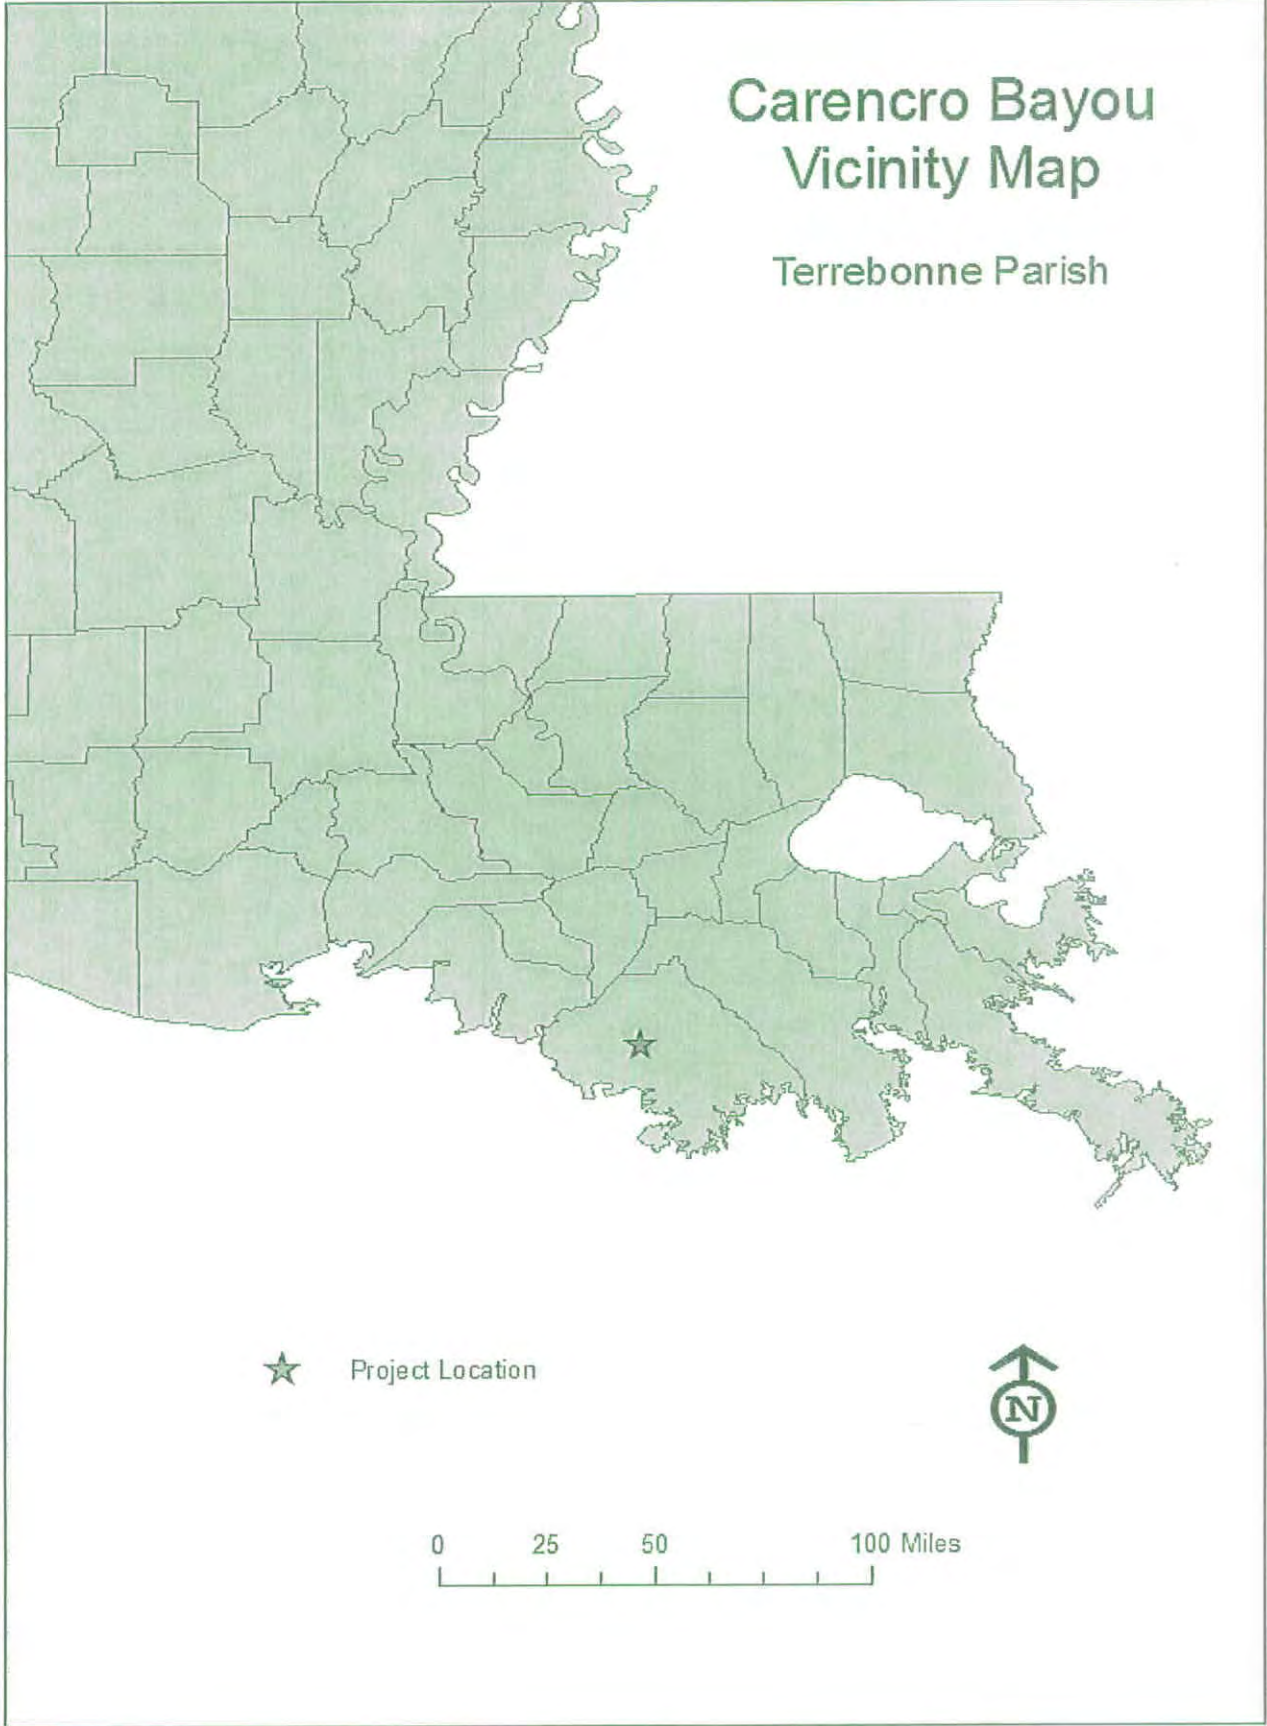 Carencro Bayou
Vicinity Map
Terrebonne Parish
Project Location
N
0 25 50 100 Miles